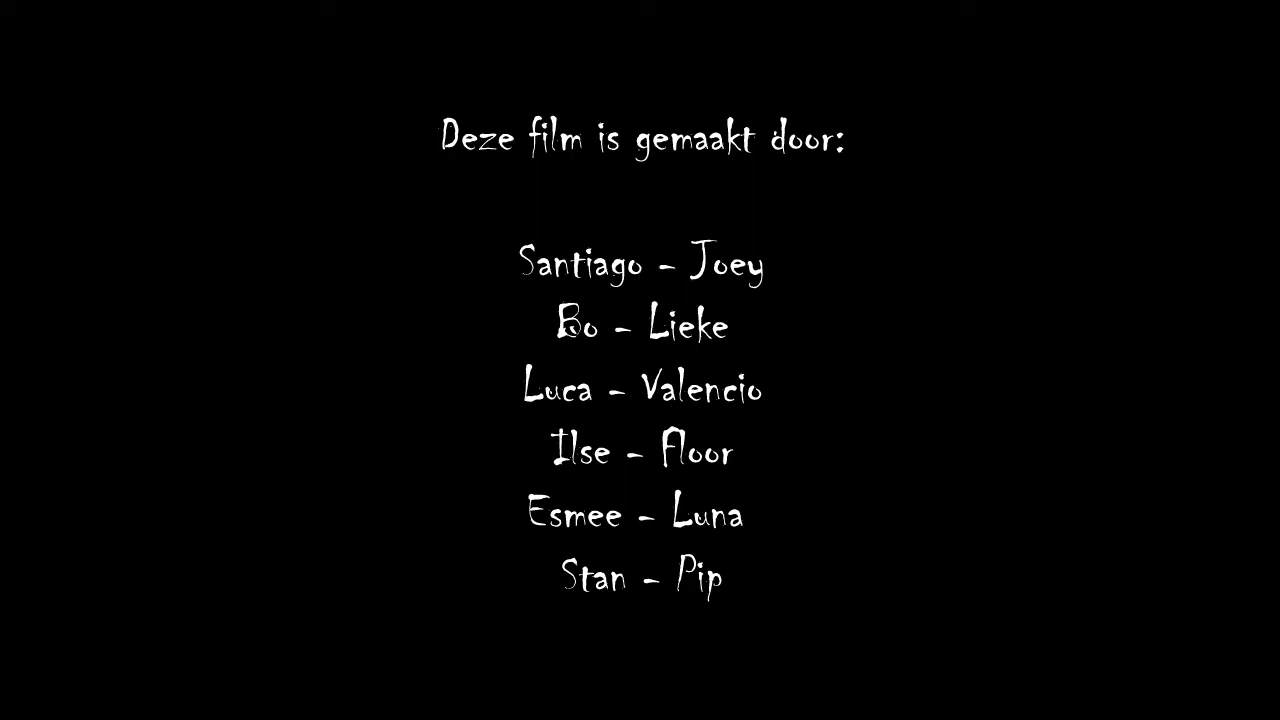 Deze film is gemaakt door:
Santiago - Joey
Bo - Lieke
Luca - Valencio
Ilse - Floor
Esmee - Luna
Stan - Pip